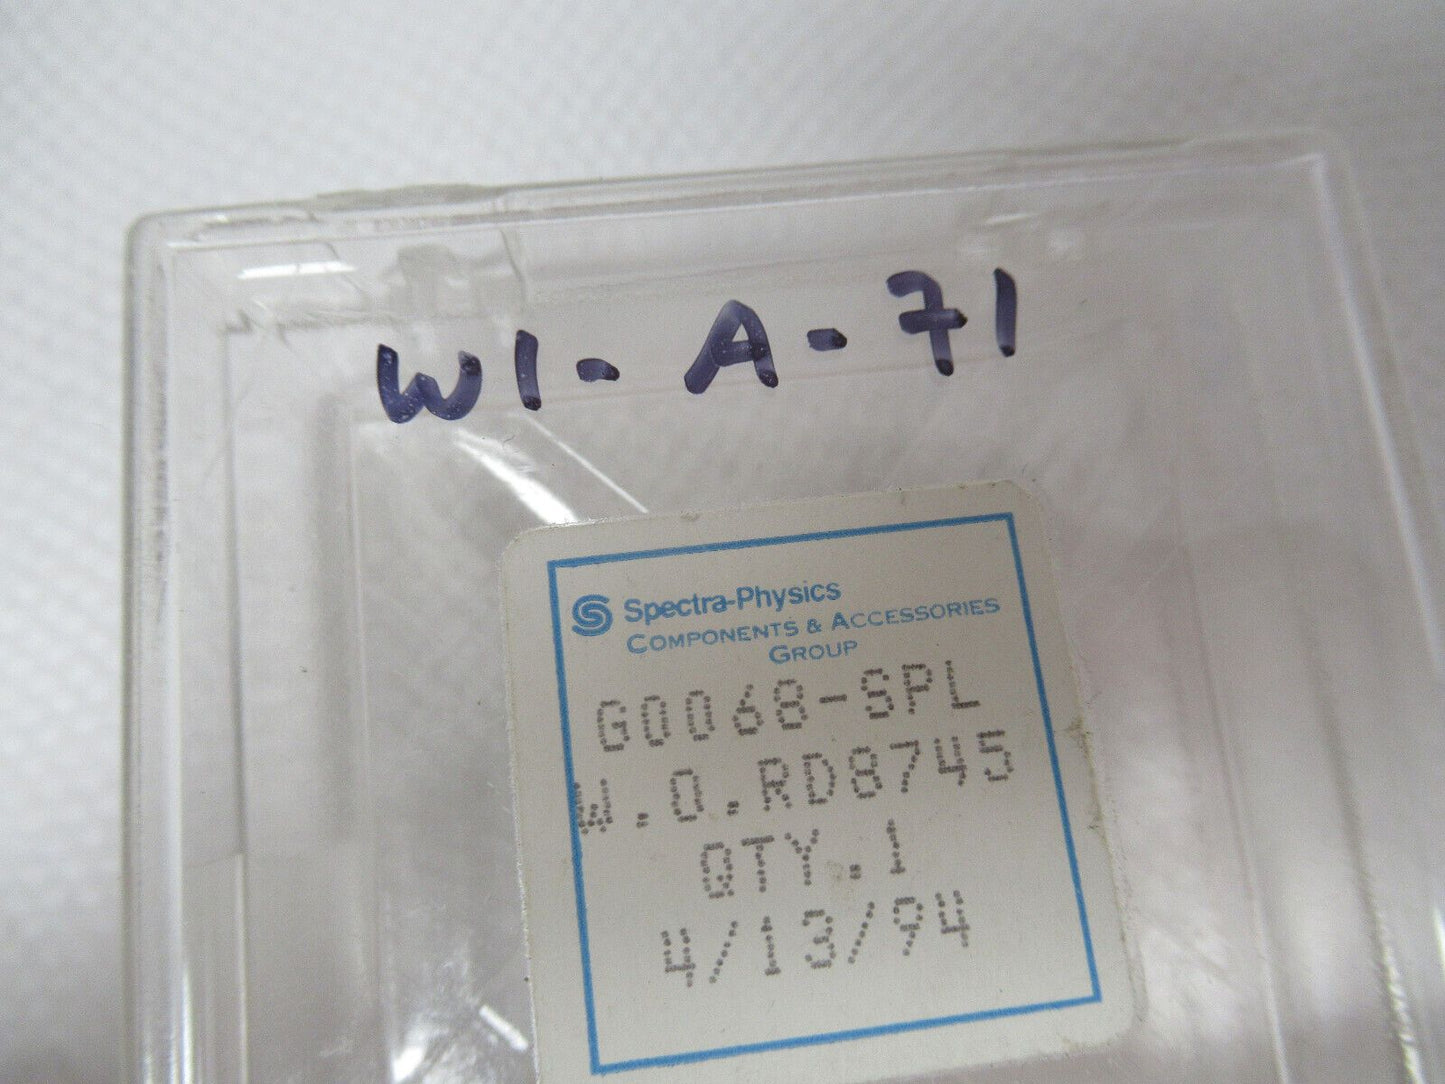 W1-A-71
Spectra-Physics
COMPONENTS & ACCESSORIES
GROUP
G0068-SPL
W.O.RD8745
QTY.1
4/13/94